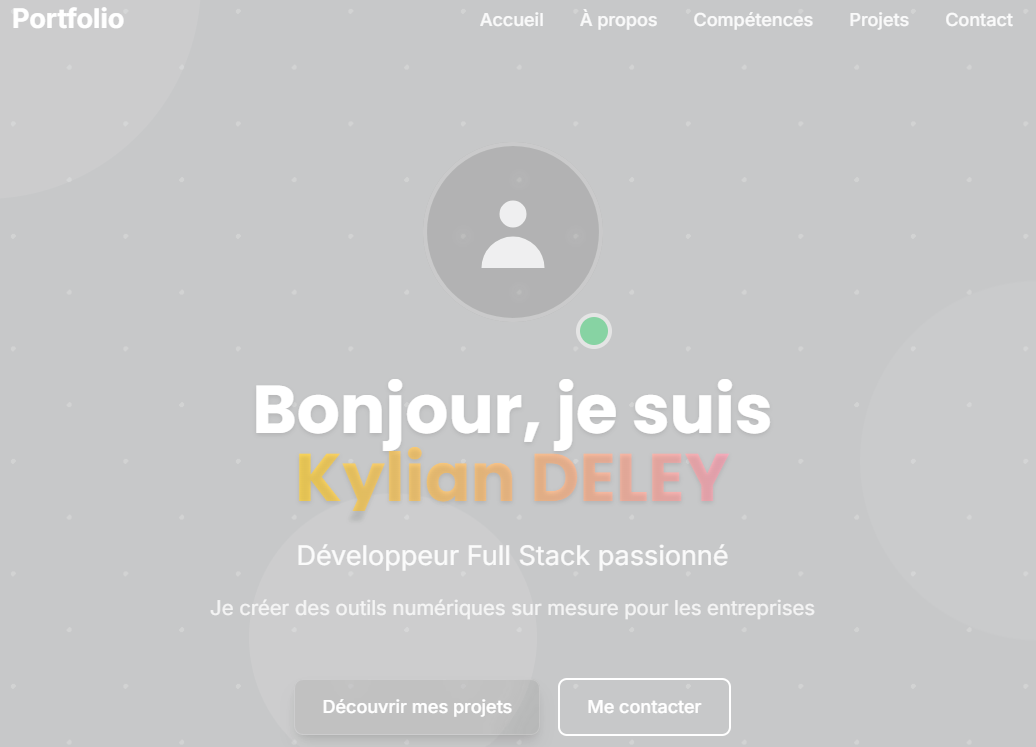 Portfolio
Accueil À propos Compétences Projets Contact
Bonjour, je suis
Kylian DELEY
Développeur Full Stack passionné
Je créer des outils numériques sur mesure pour les entreprises
Découvrir mes projets
Me contacter